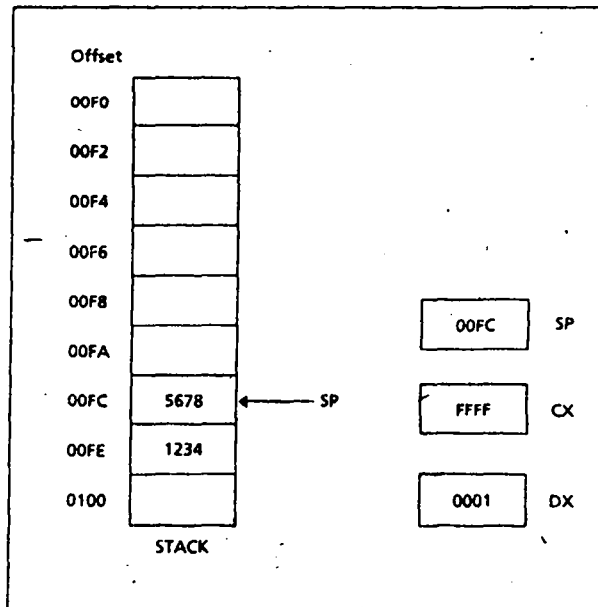 Offset
00F0
00F2
00F4
00F6
00F8
00FA
00FC 5678 SP
00FE 1234
0100
STACK
00FC SP
FFFF CX
0001 DX